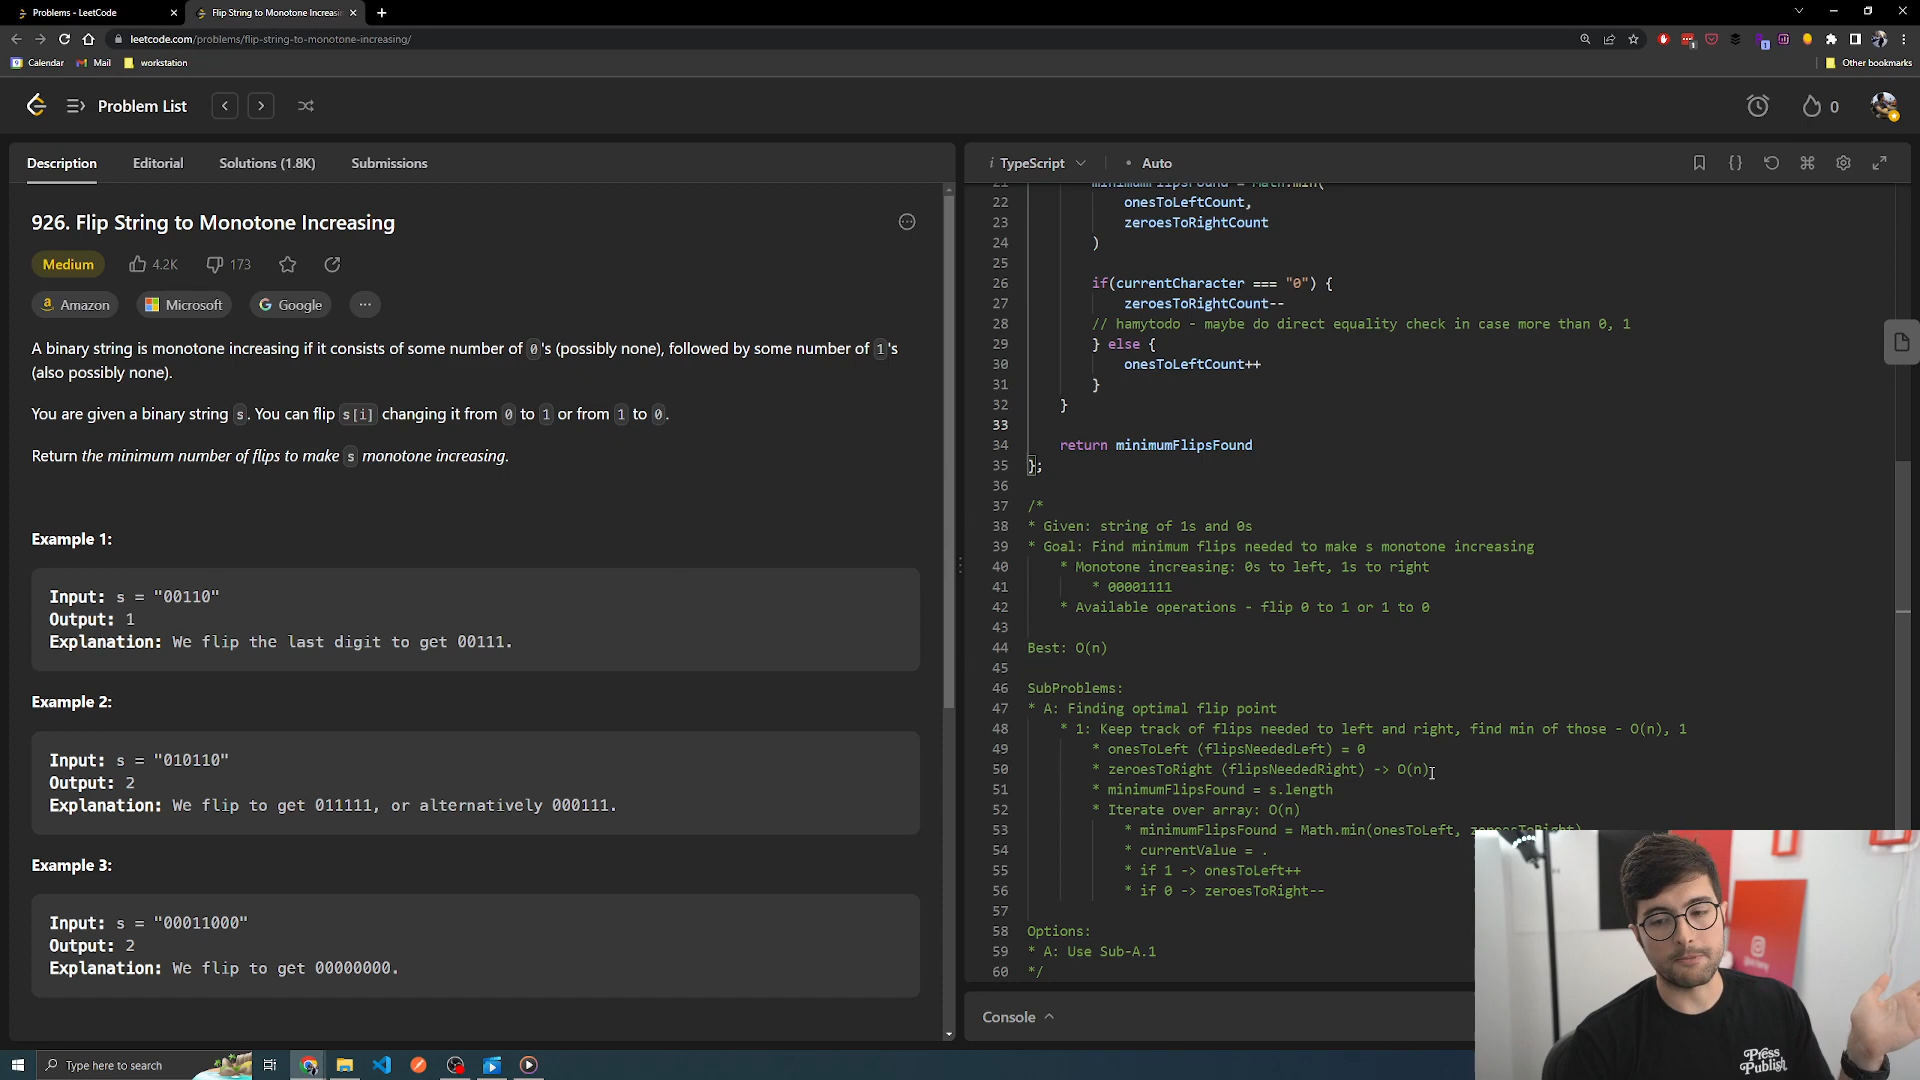 Problems - LeetCode
Flip String to Monotone Increasin
leetcode.com/problems/flip-string-to-monotone-increasing/
Calendar
Mail
workstation
Other bookmarks
Problem List
0
Description
Editorial
Solutions (1.8K)
Submissions
926. Flip String to Monotone Increasing
Medium
4.2K
173
Amazon
Microsoft
Google
A binary string is monotone increasing if it consists of some number of 0's (possibly none), followed by some number of 1's
(also possibly none).
You are given a binary string s. You can flip s[i] changing it from 0 to 1 or from 1 to 0.
Return the minimum number of flips to make s monotone increasing.
Example 1:
Input: s = "00110"
Output: 1
Explanation: We flip the last digit to get 00111.
Example 2:
Input: s = "010110"
Output: 2
Explanation: We flip to get 011111, or alternatively 000111.
Example 3:
Input: s = "00011000"
Output: 2
Explanation: We flip to get 00000000.
i TypeScript
• Auto
21 minimumFlipsFound = Math.min(
22 onesToLeftCount,
23 zeroesToRightCount
24 )
25
26 if(currentCharacter === "0") {
27 zeroesToRightCount--
28 // hamytodo - maybe do direct equality check in case more than 0, 1
29 } else {
30 onesToLeftCount++
31 }
32 }
33
34 return minimumFlipsFound
35 };
36
37 /*
38 * Given: string of 1s and 0s
39 * Goal: Find minimum flips needed to make s monotone increasing
40 * Monotone increasing: 0s to left, 1s to right
41 * 00001111
42 * Available operations - flip 0 to 1 or 1 to 0
43
44 Best: O(n)
45
46 SubProblems:
47 * A: Finding optimal flip point
48 * 1: Keep track of flips needed to left and right, find min of those - O(n), 1
49 * onesToLeft (flipsNeededLeft) = 0
50 * zeroesToRight (flipsNeededRight) -> O(n)
51 * minimumFlipsFound = s.length
52 * Iterate over array: O(n)
53 * minimumFlipsFound = Math.min(onesToLeft, zeroesToRight)
54 * currentValue = .
55 * if 1 -> onesToLeft++
56 * if 0 -> zeroesToRight--
57
58 Options:
59 * A: Use Sub-A.1
60 */
Console
Press
Publish
Type here to search